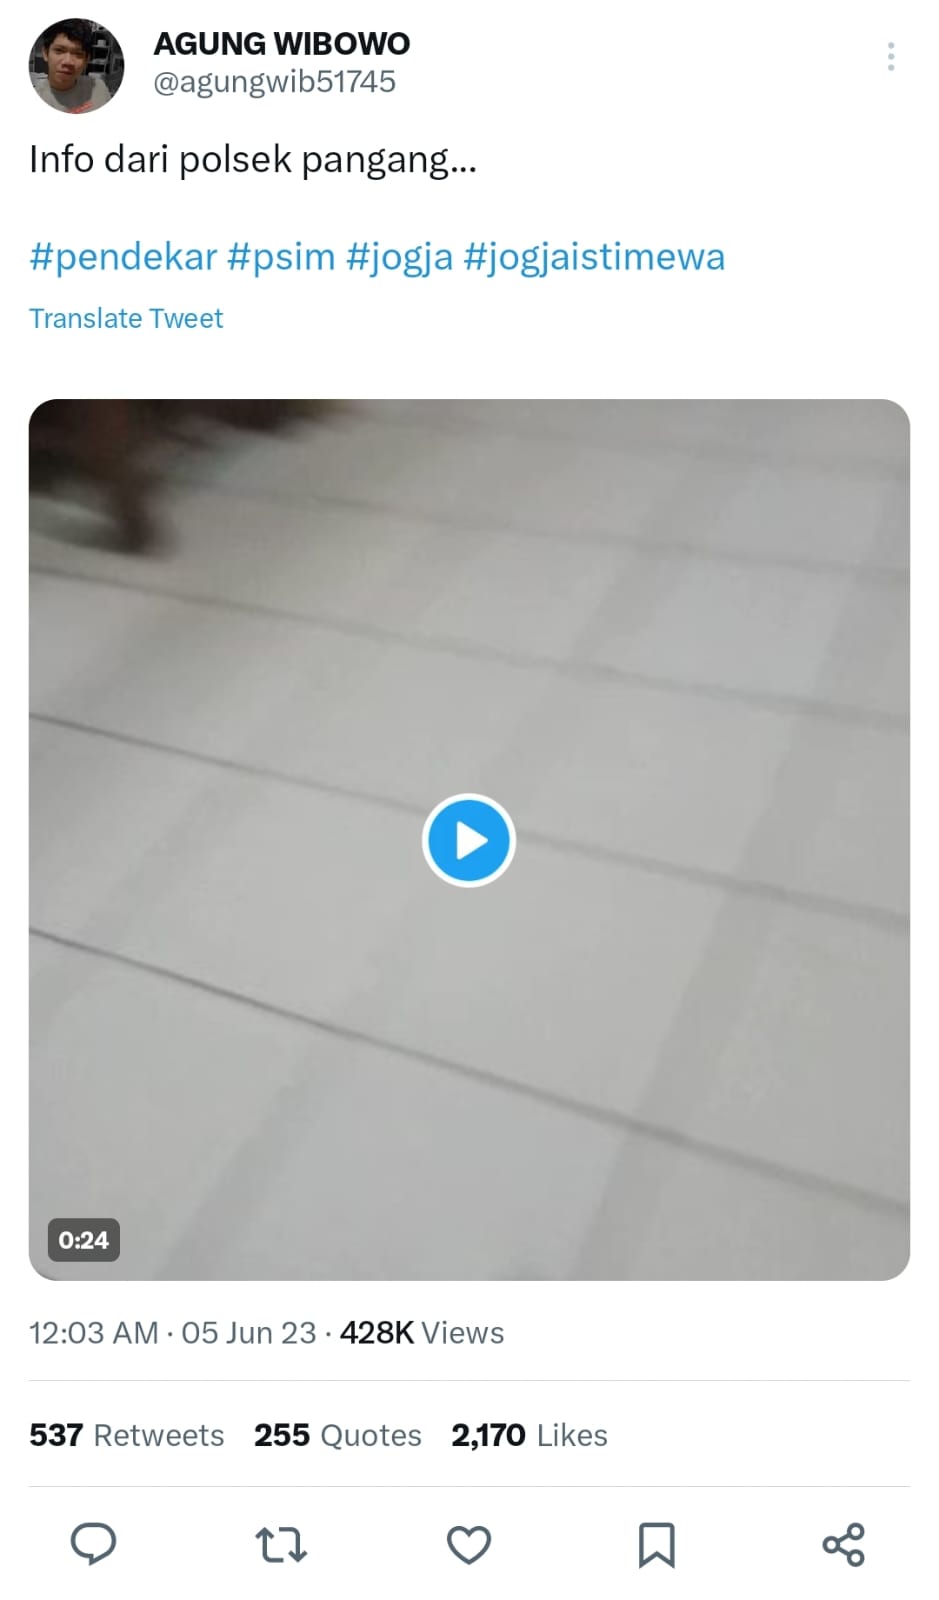 AGUNG WIBOWO
@agungwib51745
Info dari polsek pangang...
#pendekar #psim #jogja #jogjaistimewa
Translate Tweet
0:24
12:03 AM · 05 Jun 23 · 428K Views
537 Retweets 255 Quotes 2,170 Likes